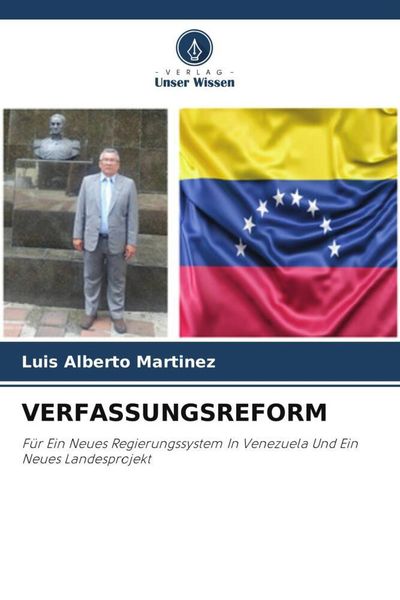 - VERLAG -
Unser Wissen
Luis Alberto Martinez
VERFASSUNGSREFORM
Für Ein Neues Regierungssystem In Venezuela Und Ein
Neues Landesprojekt